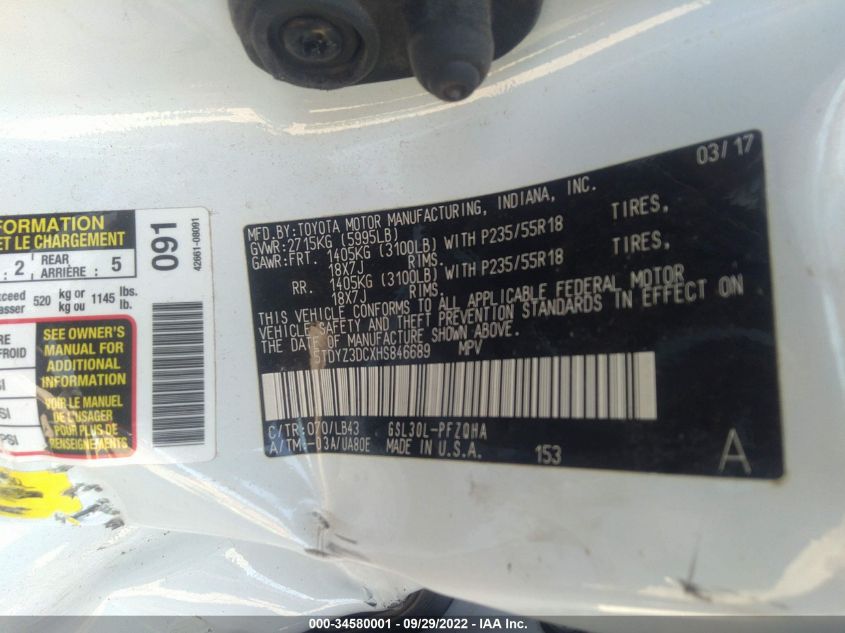 FORMATION
ET LE CHARGEMENT
: 2 REAR ARRIÈRE : 5
091
42661-08091
520 kg or kg ou 1145 lbs. lb.
SEE OWNER'S
MANUAL FOR
ADDITIONAL
INFORMATION
VOIR LE MANUEL
DE L'USAGER
POUR PLUS DE
RENSEIGNEMENTS
03/17
MFD. BY: TOYOTA MOTOR MANUFACTURING, INDIANA, INC.
GVWR: 2715KG (5995LB)
GAWR: FRT. 1405KG (3100LB) WITH P235/55R18 TIRES,
18X7J RIMS.
RR. 1405KG (3100LB) WITH P235/55R18 TIRES,
18X7J RIMS
THIS VEHICLE CONFORMS TO ALL APPLICABLE FEDERAL MOTOR
VEHICLE SAFETY AND THEFT PREVENTION STANDARDS IN EFFECT ON
THE DATE OF MANUFACTURE SHOWN ABOVE.
5TDYZ3DCXHS846689 MPV
C/TR: 070/LB43 GSL30L-PFZQHA
A/TM: -03A/UA80E MADE IN U.S.A.
153
A
000-34580001 - 09/29/2022 - IAA Inc.